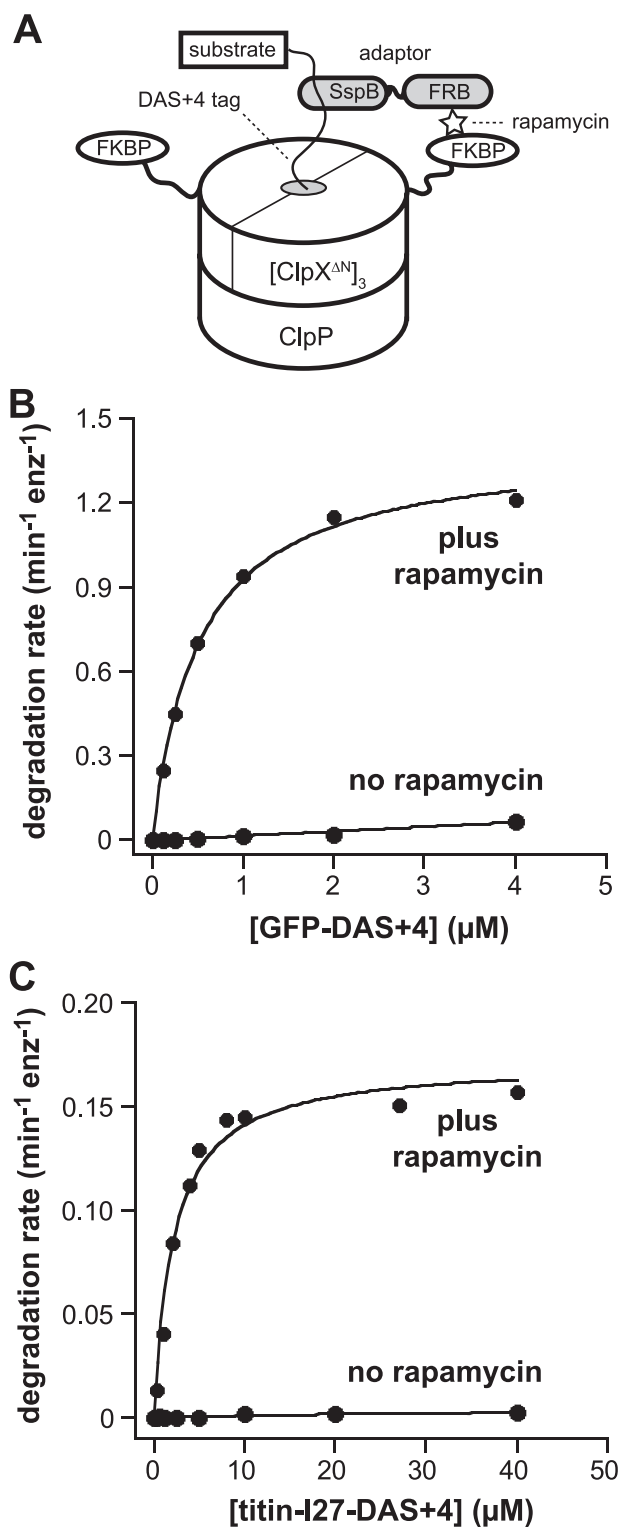 A
substrate
adaptor
SspB
FRB
DAS+4 tag
rapamycin
FKBP
FKBP
[ClpX^ΔN]₃
ClpP
B
degradation rate (min⁻¹ enz⁻¹)
1.5
1.2
0.9
0.6
0.3
0
plus
rapamycin
no rapamycin
0 1 2 3 4 5
[GFP-DAS+4] (µM)
C
degradation rate (min⁻¹ enz⁻¹)
0.20
0.15
0.10
0.05
0
plus
rapamycin
no rapamycin
0 10 20 30 40 50
[titin-I27-DAS+4] (µM)